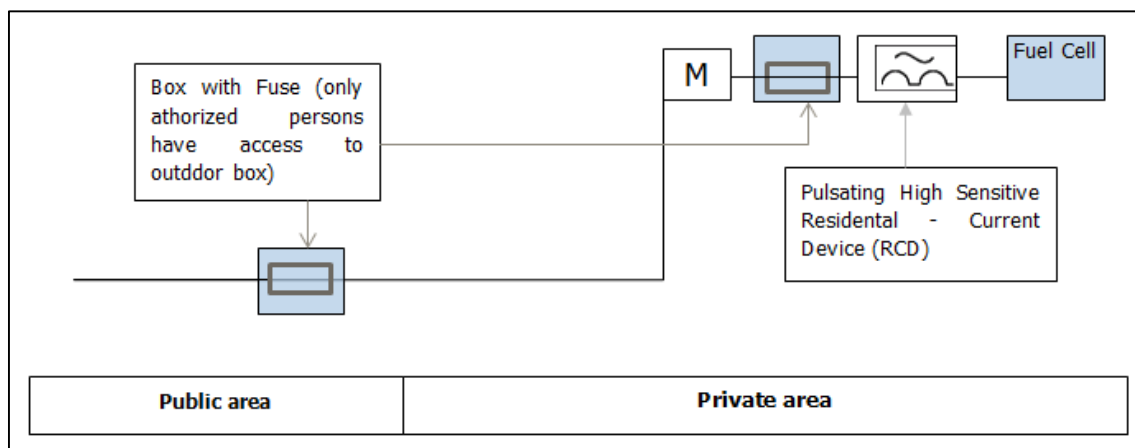 Box with Fuse (only
athorized persons
have access to
outddor box)
M
Fuel Cell
Pulsating High Sensitive
Residental - Current
Device (RCD)
Public area
Private area